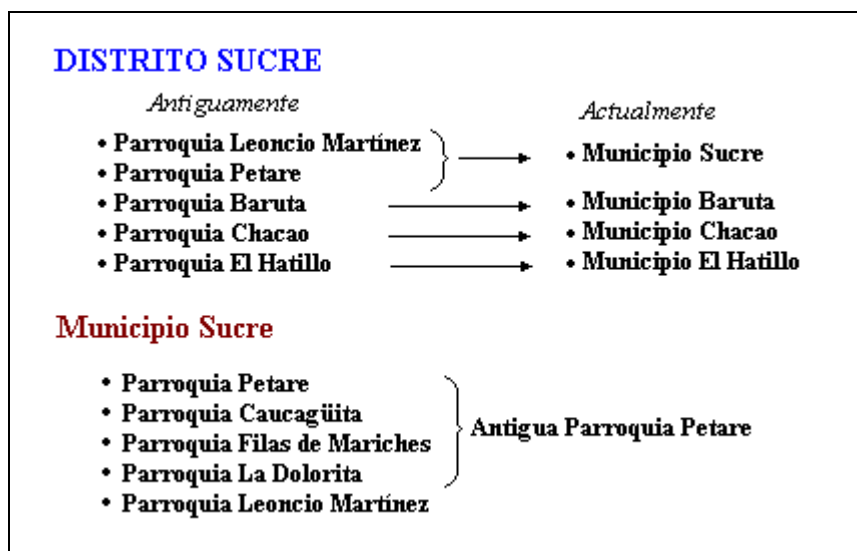 DISTRITO SUCRE
Antiguamente
Actualmente
• Parroquia Leoncio Martínez
• Parroquia Petare
• Municipio Sucre
• Parroquia Baruta
• Municipio Baruta
• Parroquia Chacao
• Municipio Chacao
• Parroquia El Hatillo
• Municipio El Hatillo
Municipio Sucre
• Parroquia Petare
• Parroquia Caucagüita
• Parroquia Filas de Mariches
• Parroquia La Dolorita
Antigua Parroquia Petare
• Parroquia Leoncio Martínez